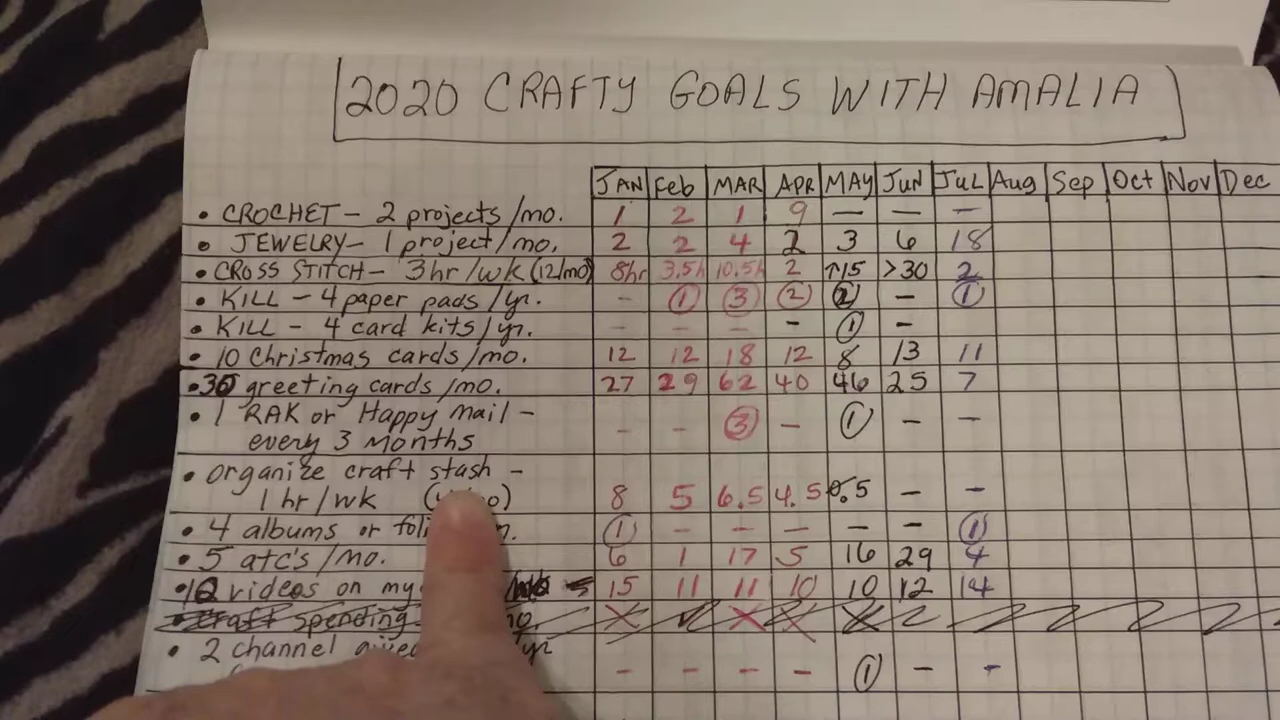 2020 CRAFTY GOALS WITH AMALIA
JAN Feb MAR APR MAY JUN JUL Aug Sep Oct Nov Dec
• CROCHET – 2 projects/mo. 1 2 1 9 — — —
• JEWELRY – 1 project/mo. 2 2 4 2 3 6 18
• CROSS STITCH – 3hr/wk (12/mo) 8hr 3.5h 10.5h 2 ↑15 >30 2
• KILL – 4 paper pads/yr. - 1 3 2 2 - 1
• KILL – 4 card kits/yr. - - - - 1 -
• 10 Christmas cards/mo. 12 12 18 12 8 13 11
• 30 greeting cards/mo. 27 29 62 40 46 25 7
• 1 RAK or Happy Mail –
every 3 months - - 3 - 1 - -
• organize craft stash –
1 hr/wk 8 5 6.5 4.5 0.5 - -
• 4 albums or 1 - - - - - 1
• 5 atc's/mo. 6 1 17 5 16 29 4
• 10 videos on my 15 11 11 10 10 12 14
• craft spending
• 2 channel yr - - - - 1 - -